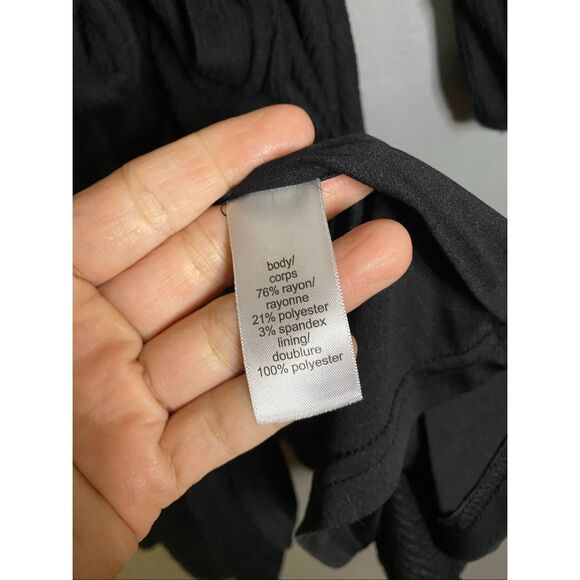 body/
corps
76% rayon/
rayonne
21% polyester
3% spandex
lining/
doublure
100% polyester